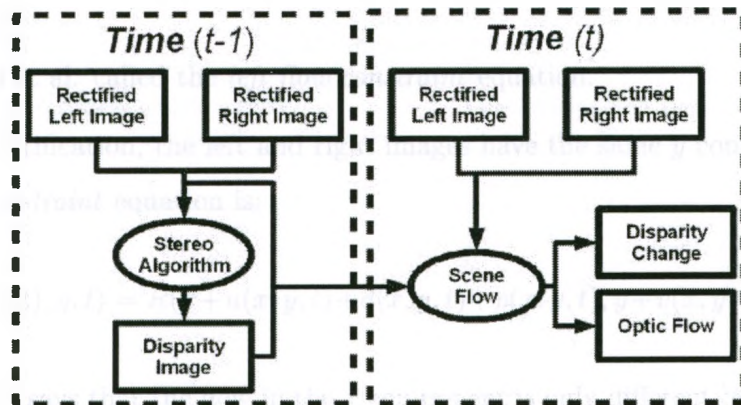 Time (t-1)
Time (t)
Rectified
Left Image
Rectified
Right Image
Rectified
Left Image
Rectified
Right Image
Stereo
Algorithm
Scene
Flow
Disparity
Change
Optic Flow
Disparity
Image